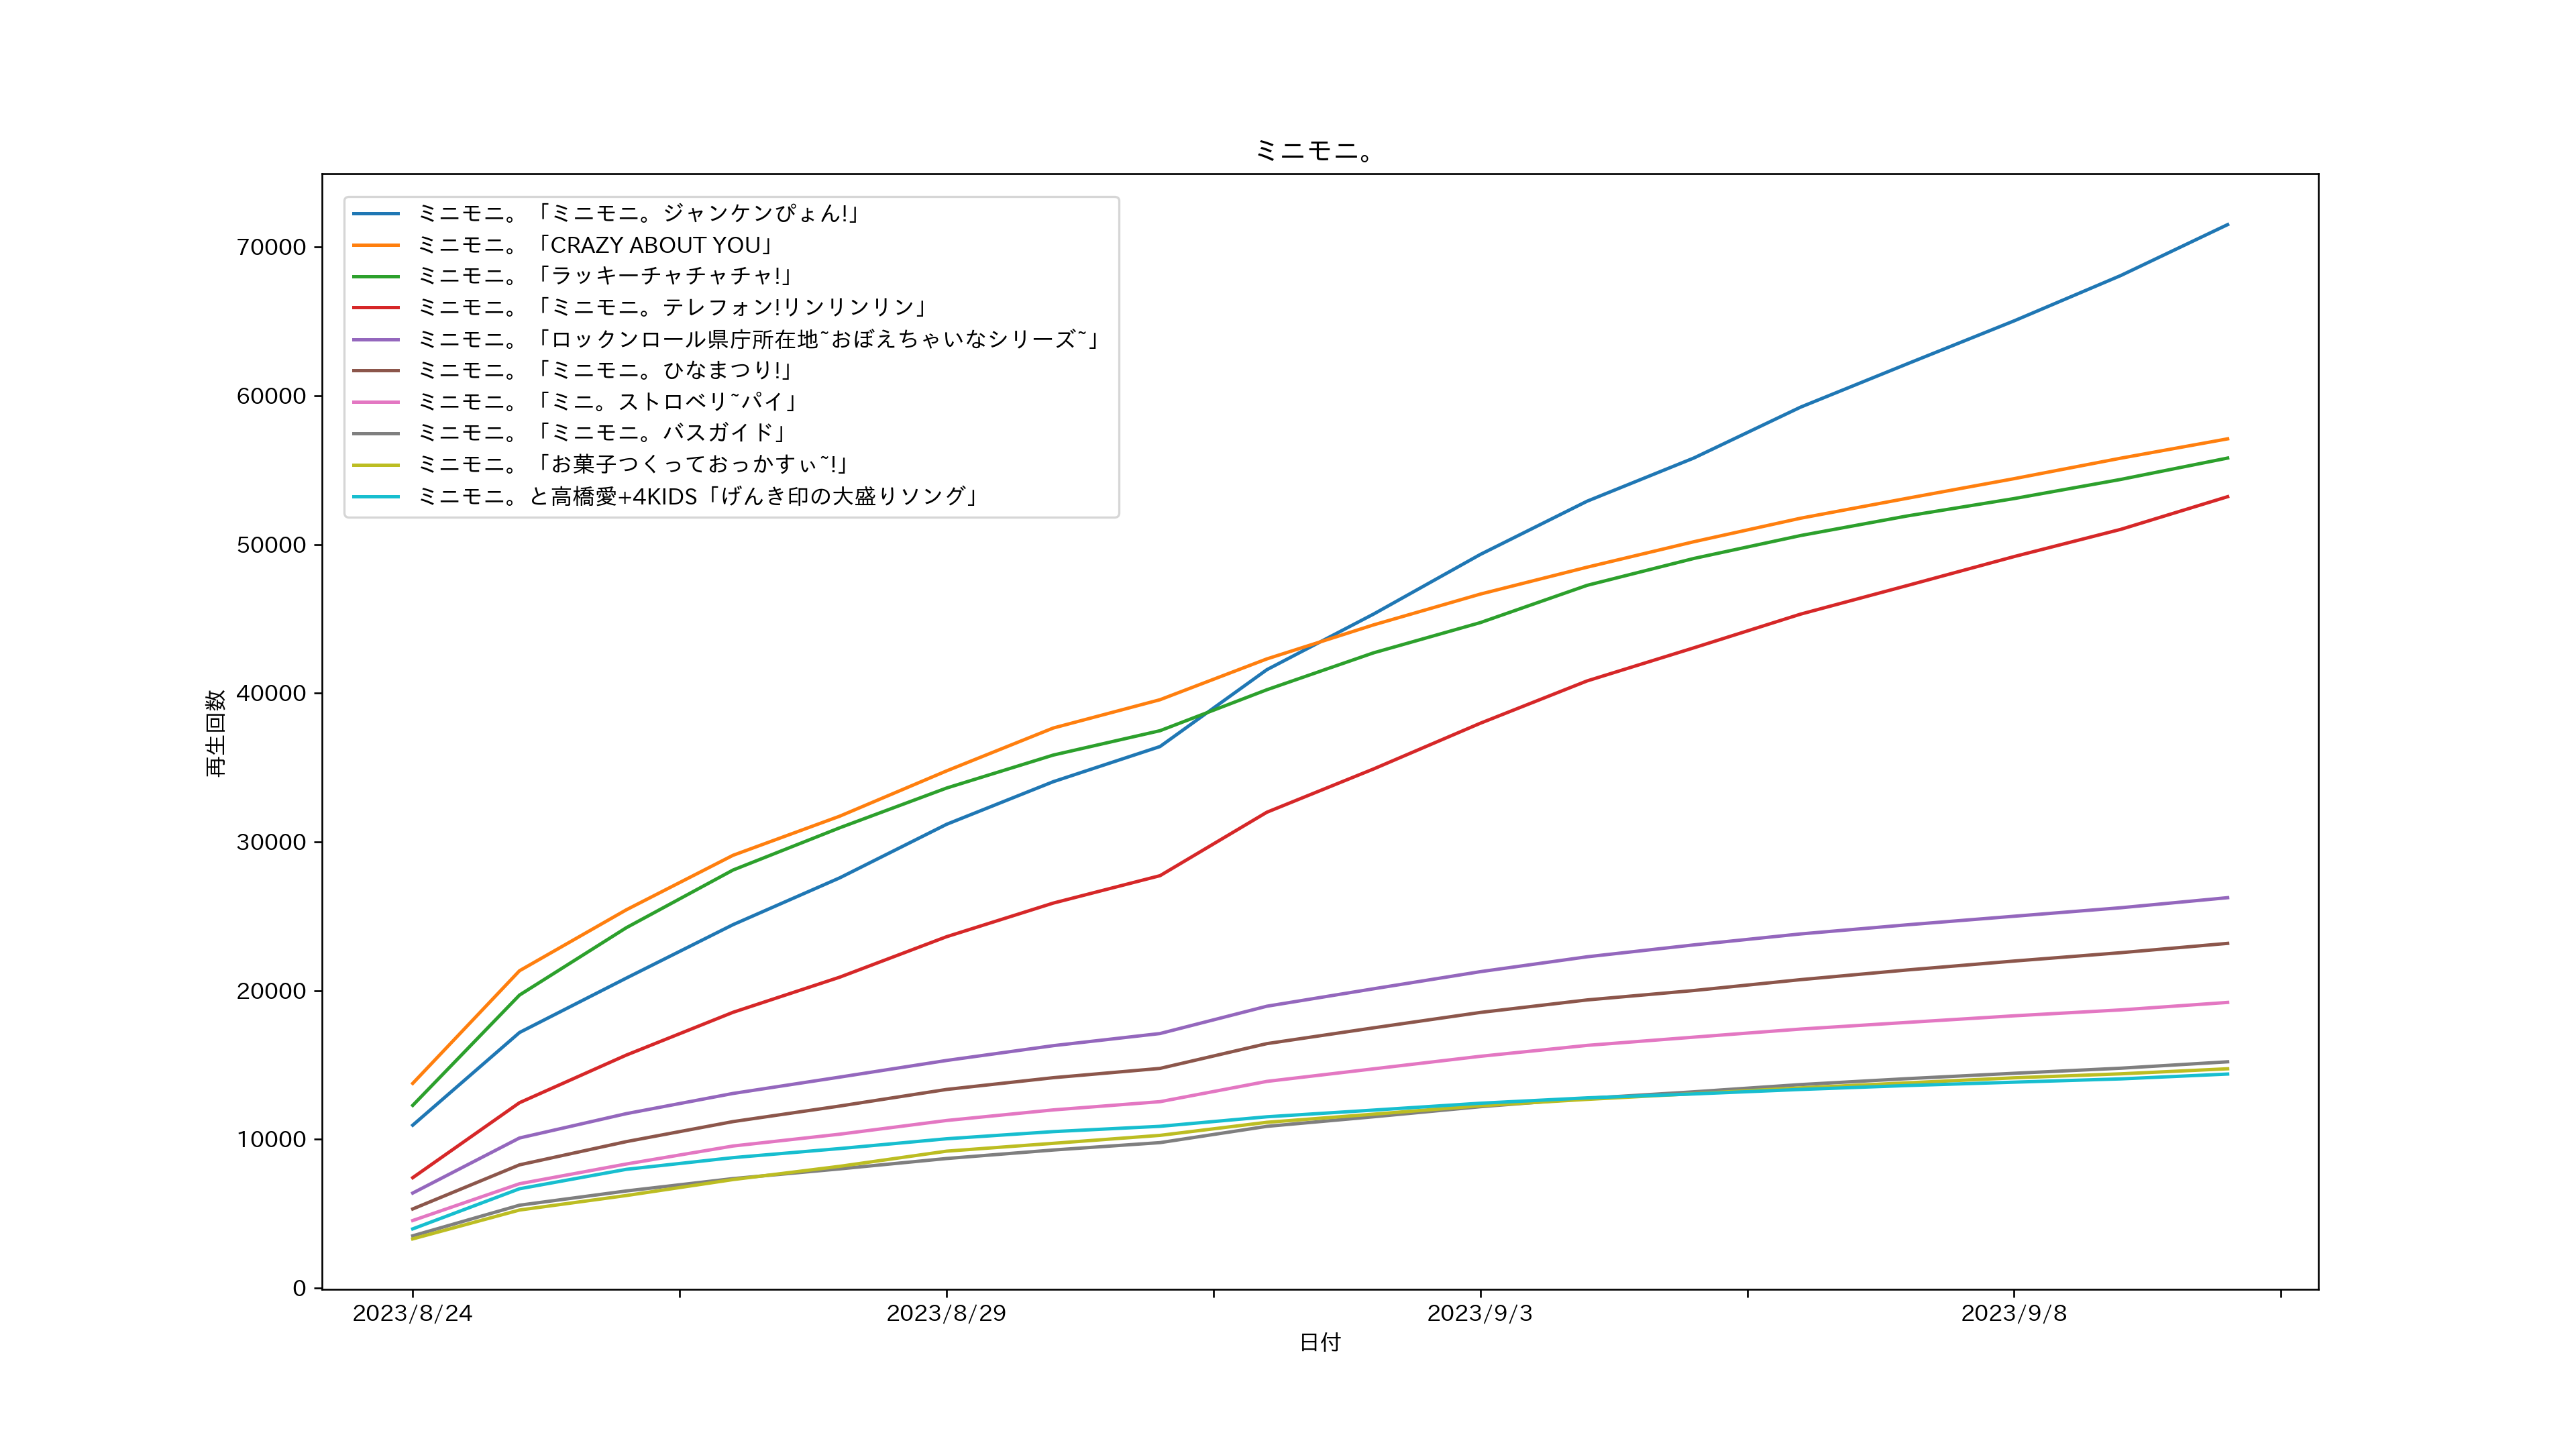 ミニモニ。
ミニモニ。「ミニモニ。ジャンケンぴょん!」
ミニモニ。「CRAZY ABOUT YOU」
ミニモニ。「ラッキーチャチャチャ!」
ミニモニ。「ミニモニ。テレフォン!リンリンリン」
ミニモニ。「ロックンロール県庁所在地~おぼえちゃいなシリーズ~」
ミニモニ。「ミニモニ。ひなまつり!」
ミニモニ。「ミニ。ストロベリ~パイ」
ミニモニ。「ミニモニ。バスガイド」
ミニモニ。「お菓子つくっておっかすぃ~!」
ミニモニ。と高橋愛+4KIDS「げんき印の大盛りソング」
70000
60000
50000
40000
30000
20000
10000
0
再生回数
2023/8/24
2023/8/29
2023/9/3
2023/9/8
日付